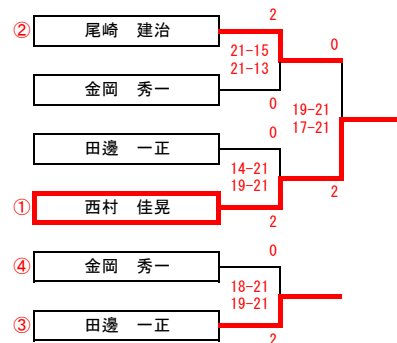 2
② 尾崎 建治
0
21-15
21-13
金岡 秀一
0
19-21
17-21
0
田邊 一正
14-21
19-21
2
① 西村 佳晃
2
0
④ 金岡 秀一
18-21
19-21
③ 田邊 一正
2